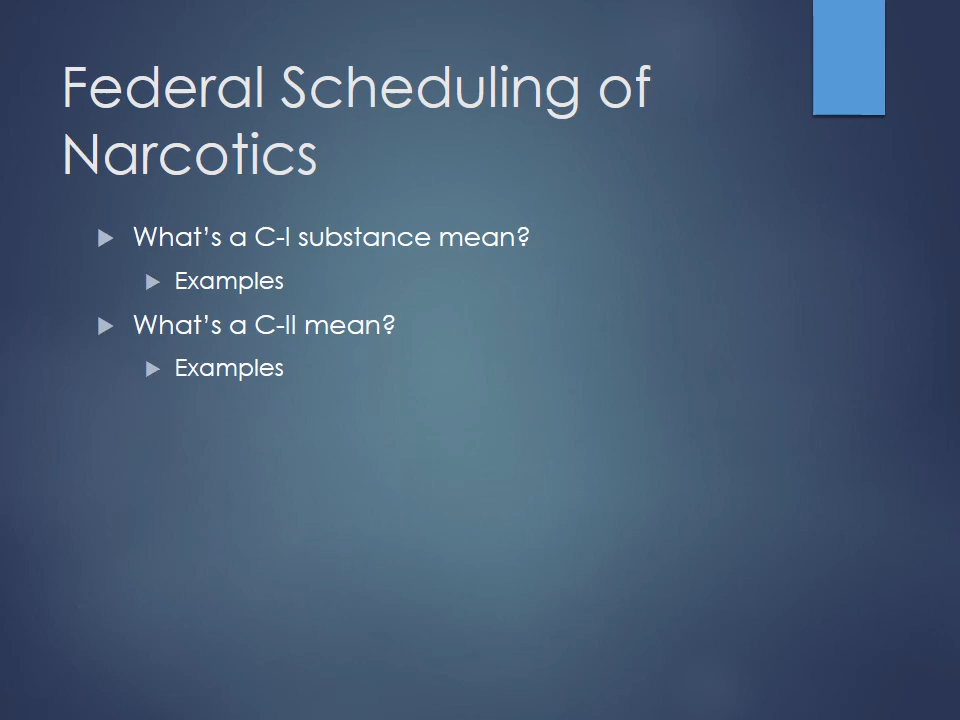 Federal Scheduling of
Narcotics
What’s a C-I substance mean?
Examples
What’s a C-II mean?
Examples